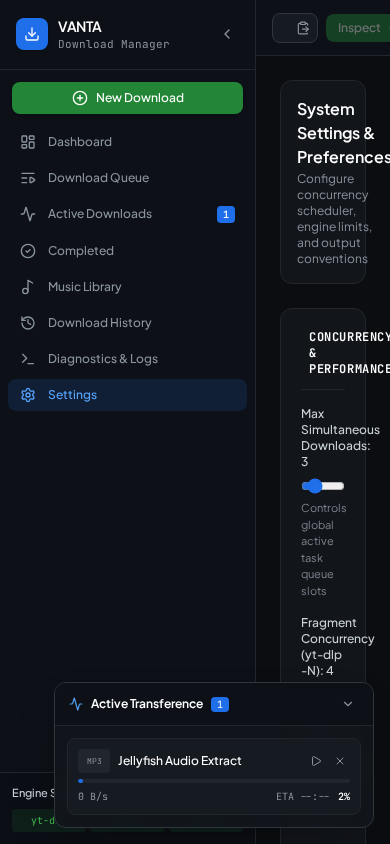 VANTA
Download Manager
New Download
Dashboard
Download Queue
Active Downloads 1
Completed
Music Library
Download History
Diagnostics & Logs
Settings
Inspect
System
Settings &
Preferences
Configure
concurrency
scheduler,
engine limits,
and output
conventions
CONCURRENCY
&
PERFORMANCE
Max
Simultaneous
Downloads:
3
Controls
global
active
task
queue
slots
Fragment
Concurrency
(yt-dlp
-N): 4
Active Transference 1
MP3 Jellyfish Audio Extract
0 B/s ETA --:-- 2%
Engine S
yt-d